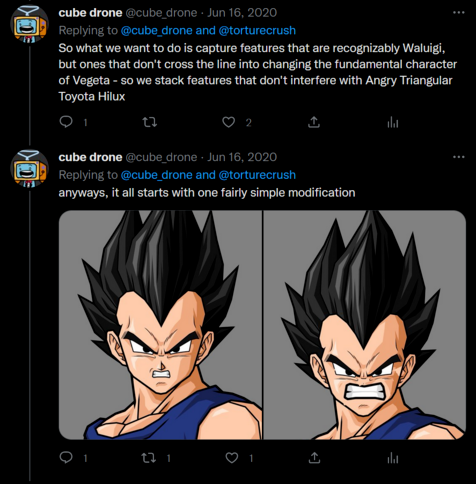 cube drone @cube_drone · Jun 16, 2020
Replying to @cube_drone and @torturecrush
So what we want to do is capture features that are recognizably Waluigi,
but ones that don't cross the line into changing the fundamental character
of Vegeta - so we stack features that don't interfere with Angry Triangular
Toyota Hilux
1 2
cube drone @cube_drone · Jun 16, 2020
Replying to @cube_drone and @torturecrush
anyways, it all starts with one fairly simple modification
1 1 1